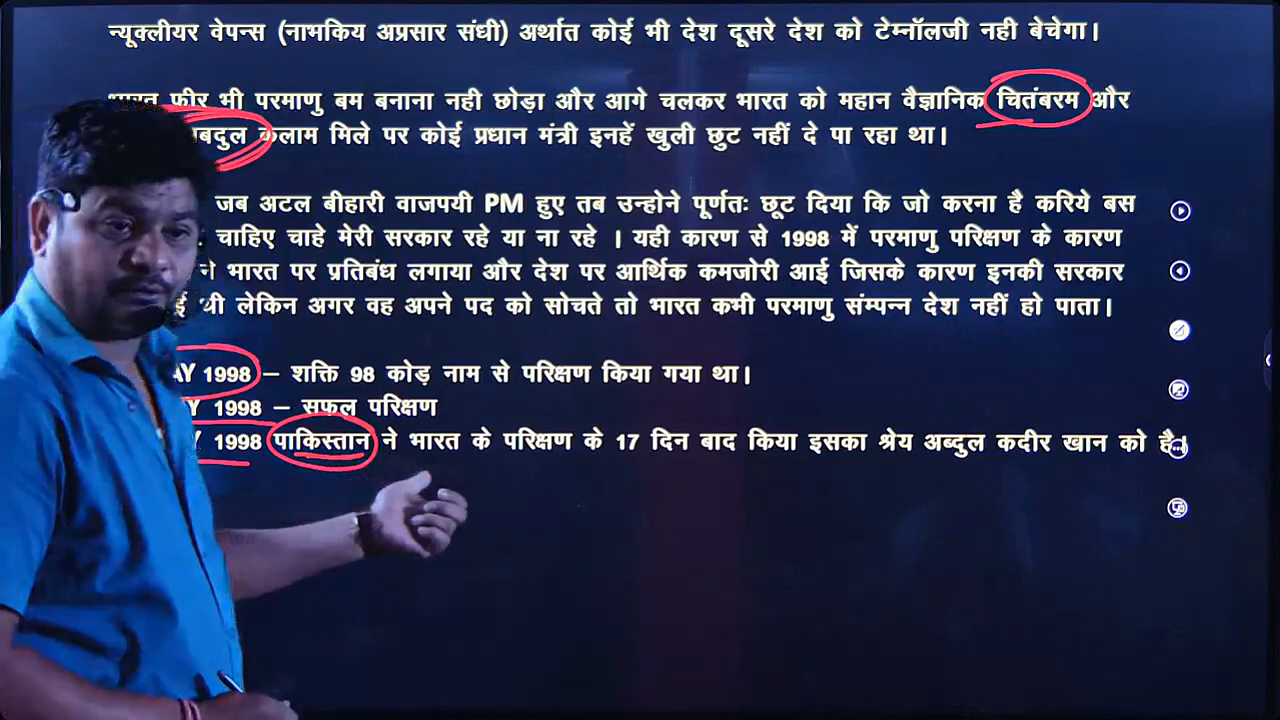 न्यूक्लीयर वेपन्स (नाभकिय अप्रसार संधी) अर्थात कोई भी देश दूसरे देश को टेम्नॉलजी नही बेचेगा।
भारत फीर भी परमाणु बम बनाना नही छोड़ा और आगे चलकर भारत को महान वैज्ञानिक चितंबरम और
कलाम मिले पर कोई प्रधान मंत्री इनहें खुली छुट नहीं दे पा रहा था।
जब अटल बीहारी वाजपयी PM हुए तब उन्होने पूर्णतः छूट दिया कि जो करना है करिये बस
चाहिए चाहे मेरी सरकार रहे या ना रहे । यही कारण से 1998 में परमाणु परिक्षण के कारण
ने भारत पर प्रतिबंध लगाया और देश पर आर्थिक कमजोरी आई जिसके कारण इनकी सरकार
थी लेकिन अगर वह अपने पद को सोचते तो भारत कभी परमाणु संम्पन्न देश नहीं हो पाता।
1998 – शक्ति 98 कोड़ नाम से परिक्षण किया गया था।
1998 – सफल परिक्षण
1998 पाकिस्तान ने भारत के परिक्षण के 17 दिन बाद किया इसका श्रेय अब्दुल कदीर खान को है।